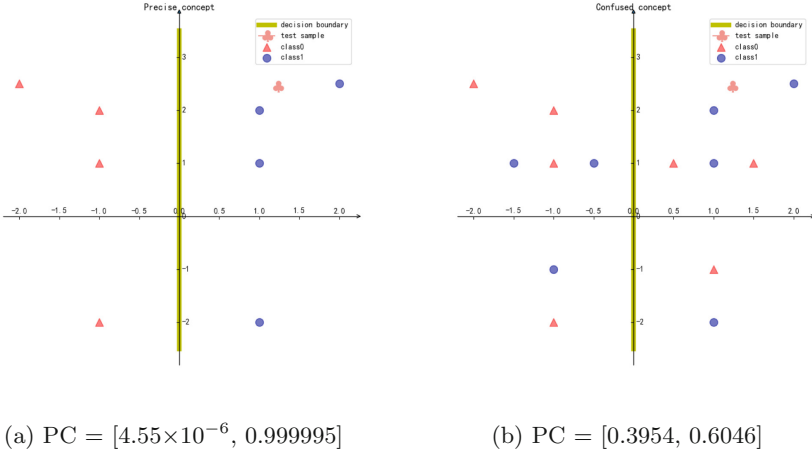 Precise concept
decision boundary
test sample
class0
class1
3
2
1
0
-1
-2
-2.0 -1.5 -1.0 -0.5 0.0 0.5 1.0 1.5 2.0
Confused concept
decision boundary
test sample
class0
class1
3
2
1
0
-1
-2
-2.0 -1.5 -1.0 -0.5 0.0 0.5 1.0 1.5 2.0
(a) PC = [4.55×10⁻⁶, 0.999995]
(b) PC = [0.3954, 0.6046]